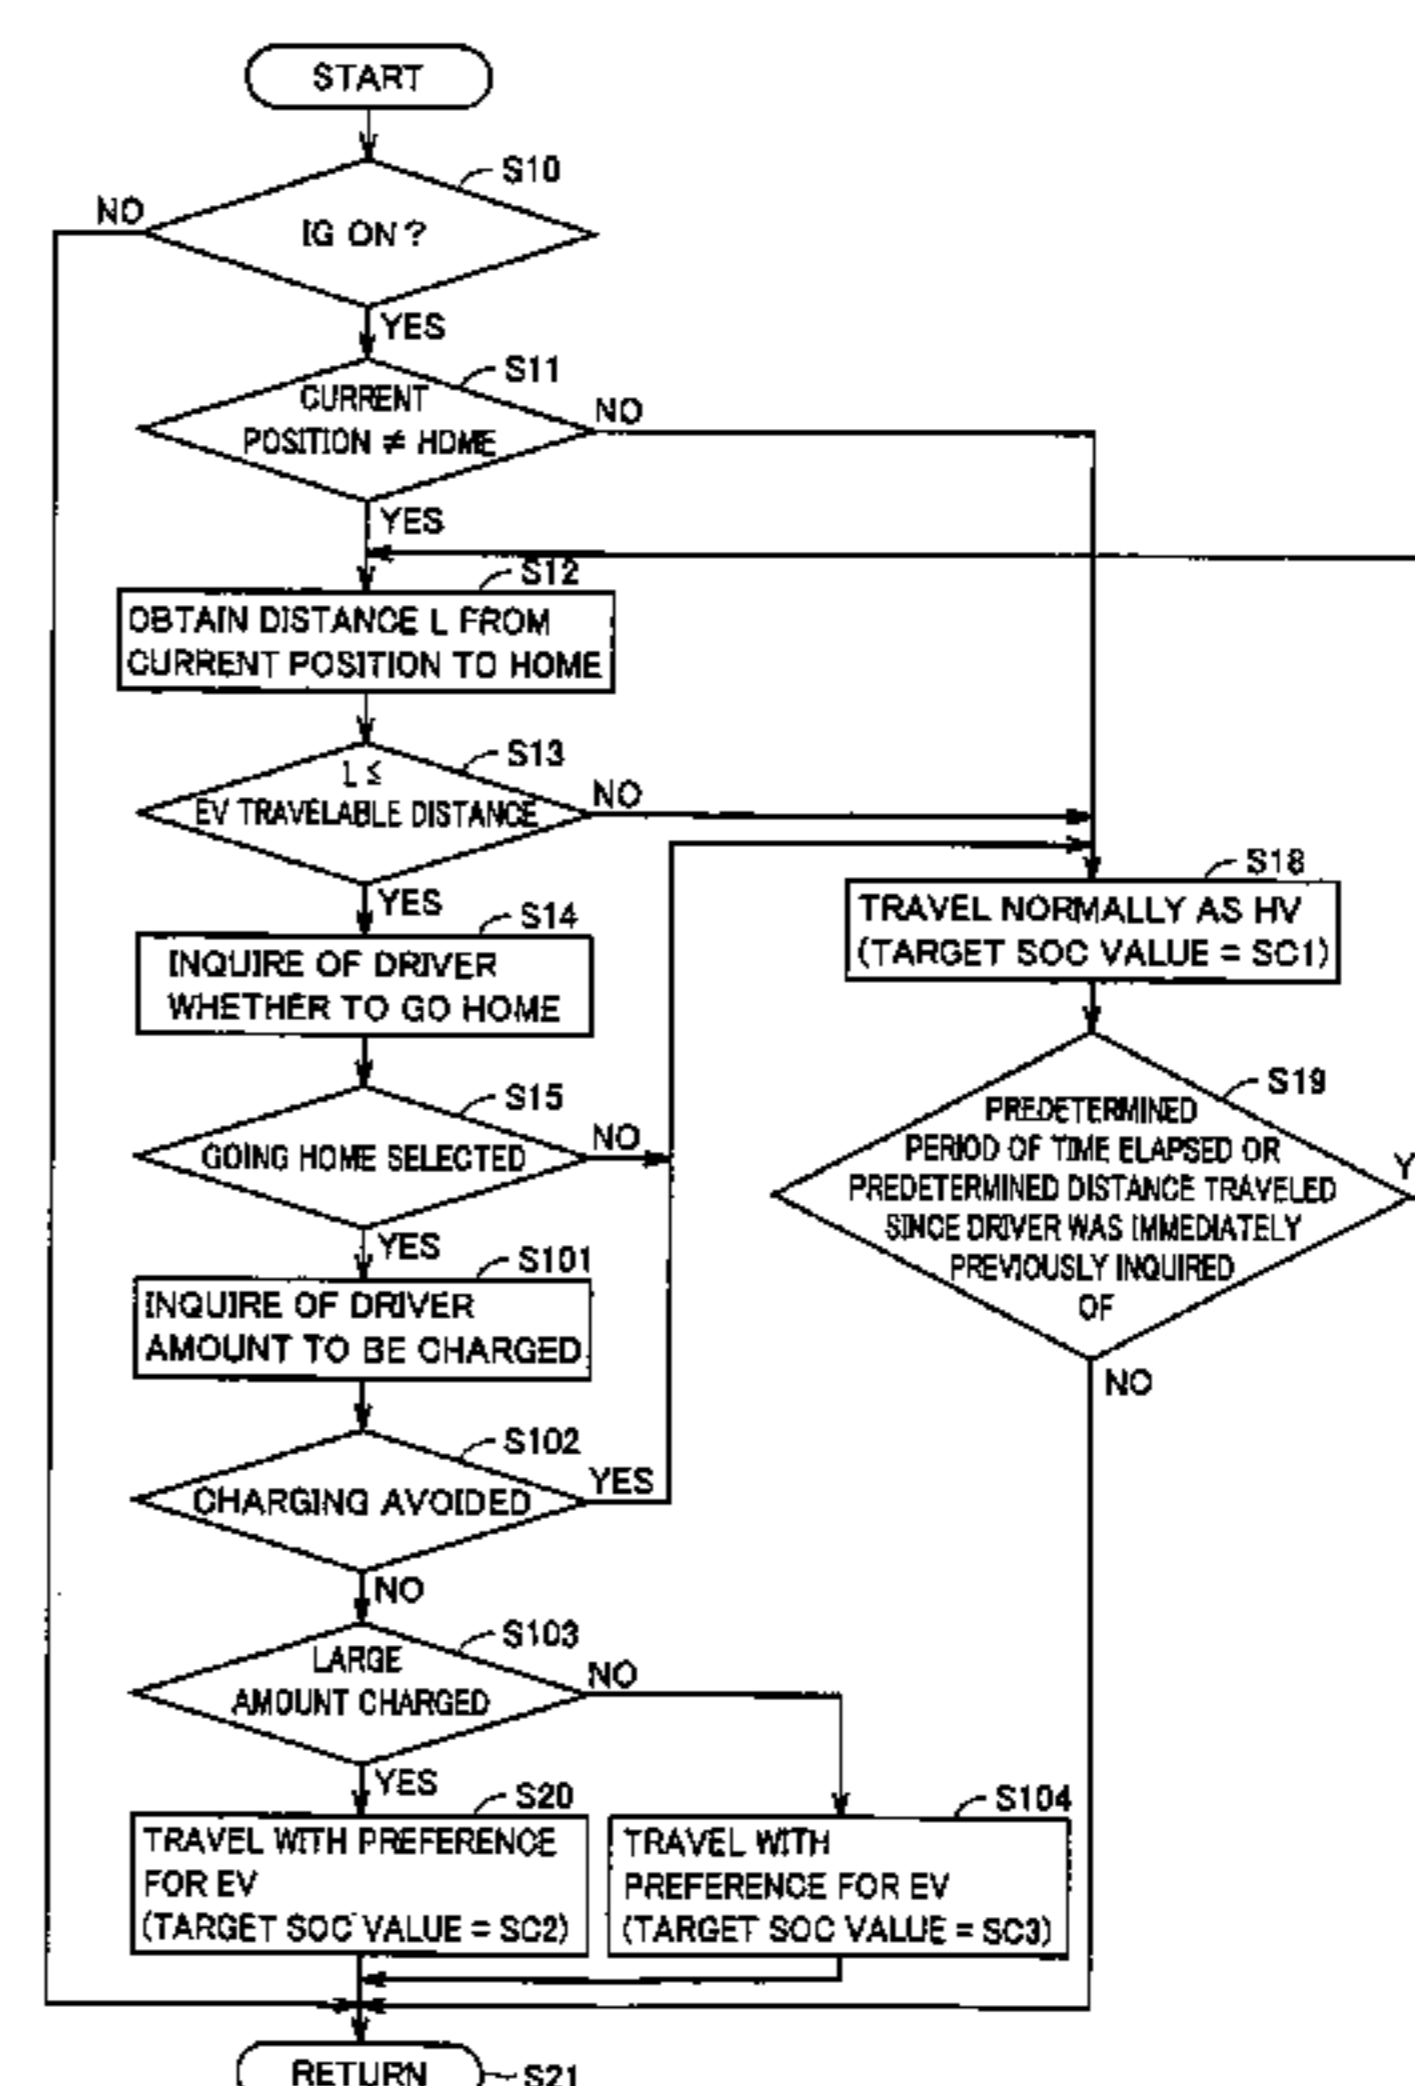 START
S10
NO
IG ON?
YES
S11
CURRENT
POSITION ≠ HOME
NO
YES
S12
OBTAIN DISTANCE L FROM
CURRENT POSITION TO HOME
S13
L ≤
EV TRAVELABLE DISTANCE
NO
YES
S14
INQUIRE OF DRIVER
WHETHER TO GO HOME
S15
GOING HOME SELECTED
NO
YES
S101
INQUIRE OF DRIVER
AMOUNT TO BE CHARGED
S102
CHARGING AVOIDED
YES
NO
S103
LARGE
AMOUNT CHARGED
NO
YES
S20
TRAVEL WITH PREFERENCE
FOR EV
(TARGET SOC VALUE = SC2)
S104
TRAVEL WITH
PREFERENCE FOR EV
(TARGET SOC VALUE = SC3)
S18
TRAVEL NORMALLY AS HV
(TARGET SOC VALUE = SC1)
S19
PREDETERMINED
PERIOD OF TIME ELAPSED OR
PREDETERMINED DISTANCE TRAVELED
SINCE DRIVER WAS IMMEDIATELY
PREVIOUSLY INQUIRED
OF
Y
NO
RETURN
S21